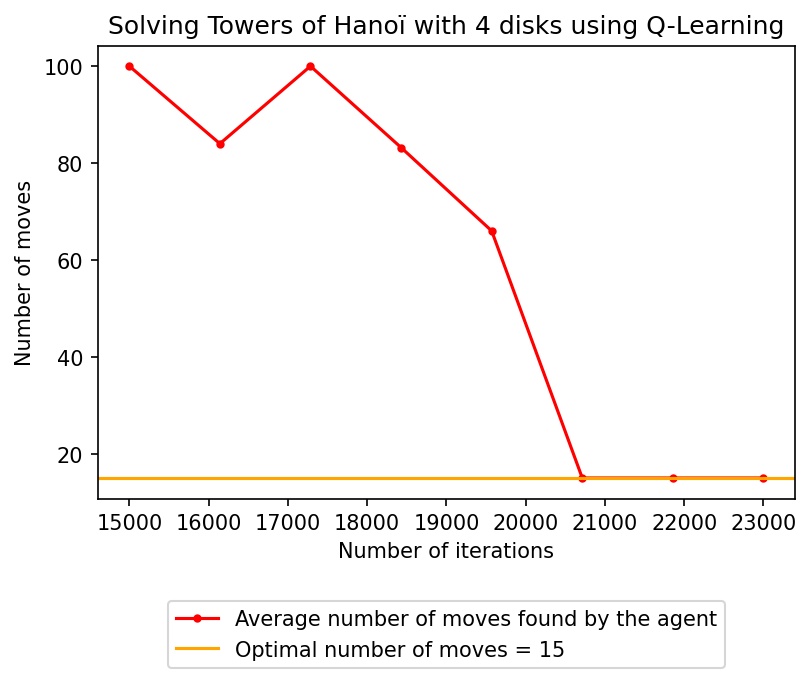 Solving Towers of Hanoï with 4 disks using Q-Learning
Number of moves
100
80
60
40
20
15000 16000 17000 18000 19000 20000 21000 22000 23000
Number of iterations
Average number of moves found by the agent
Optimal number of moves = 15